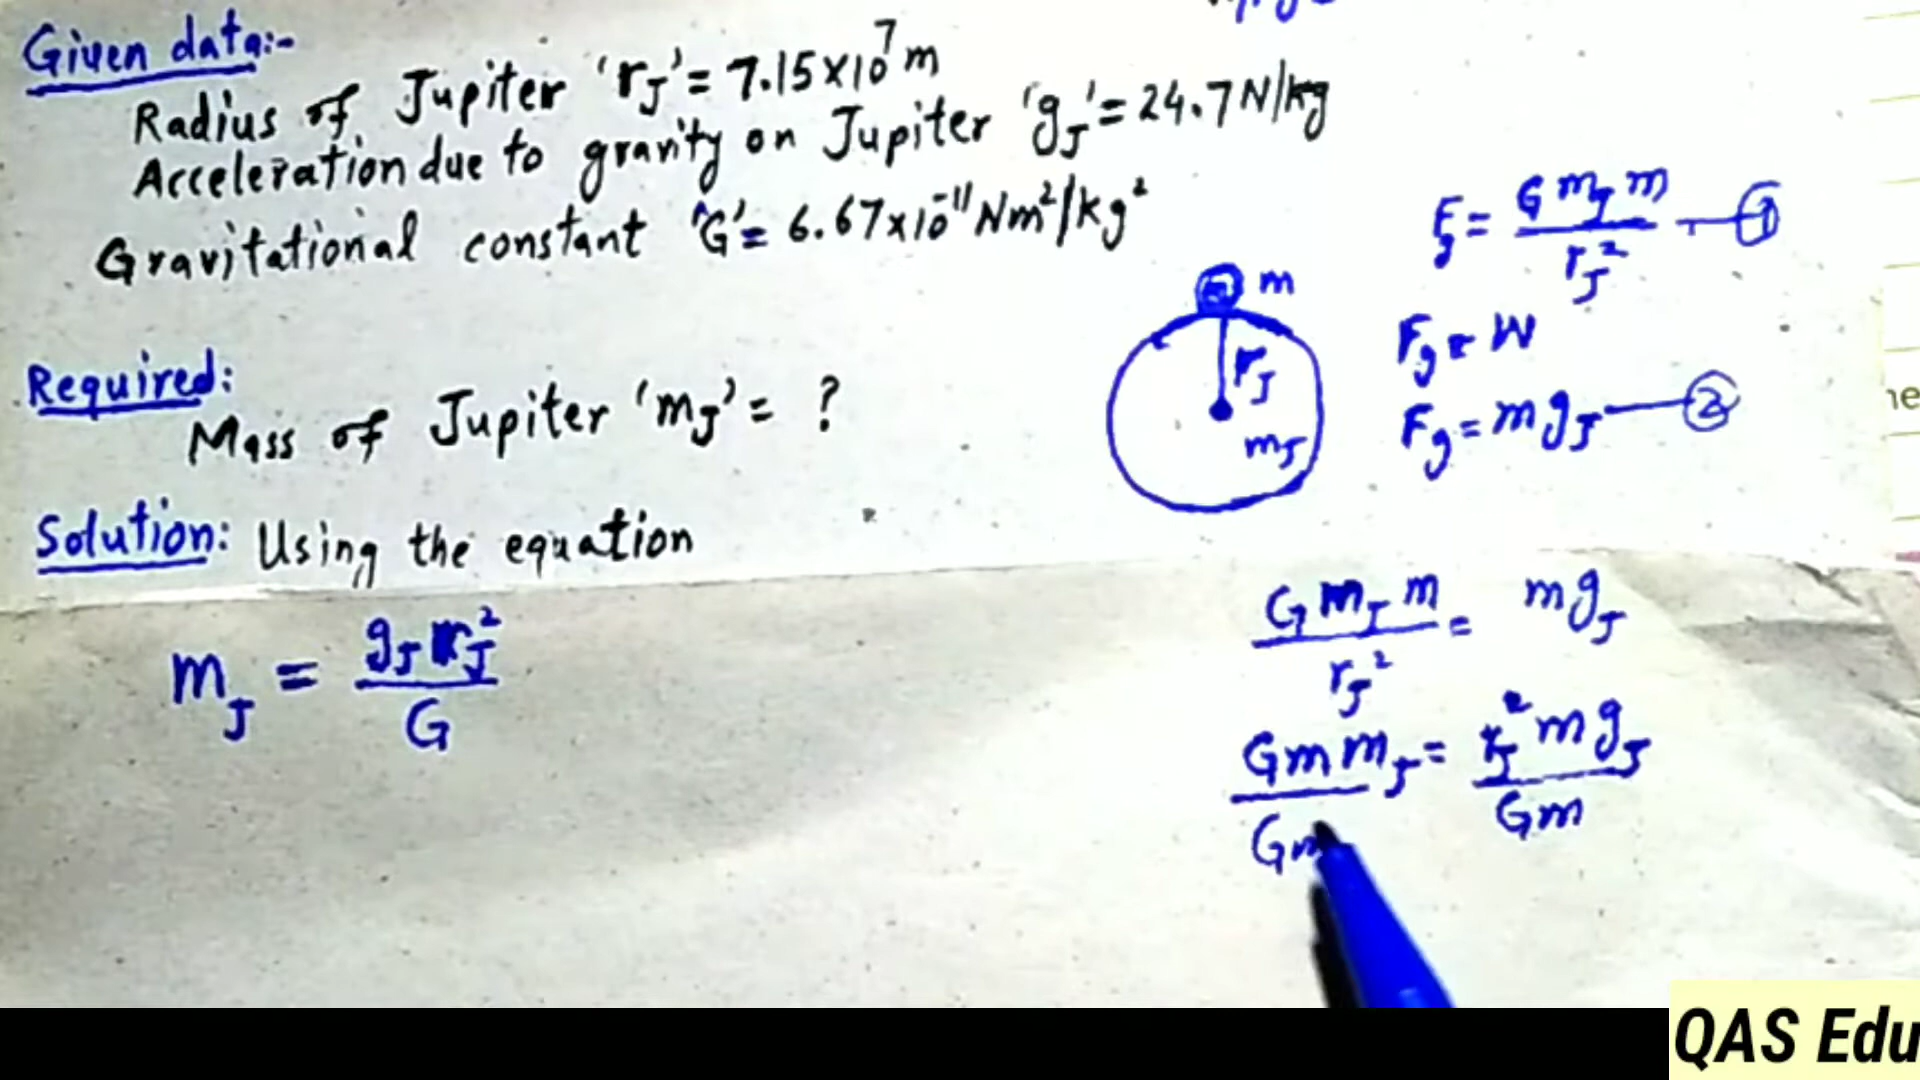 Given data:-
Radius of Jupiter 'rJ' = 7.15×10⁷ m
Acceleration due to gravity on Jupiter 'gJ' = 24.7 N/kg
Gravitational constant 'G' = 6.67×10⁻¹¹ Nm²/kg²
Required:
Mass of Jupiter 'mJ' = ?
Solution: Using the equation
mJ = gJ rJ² / G
m
rJ
mJ
Fg = G mJ m / rJ² — ①
Fg = W
Fg = m gJ — ②
G mJ m / rJ² = m gJ
G m mJ / Gm = rJ² m gJ / Gm
QAS Edu